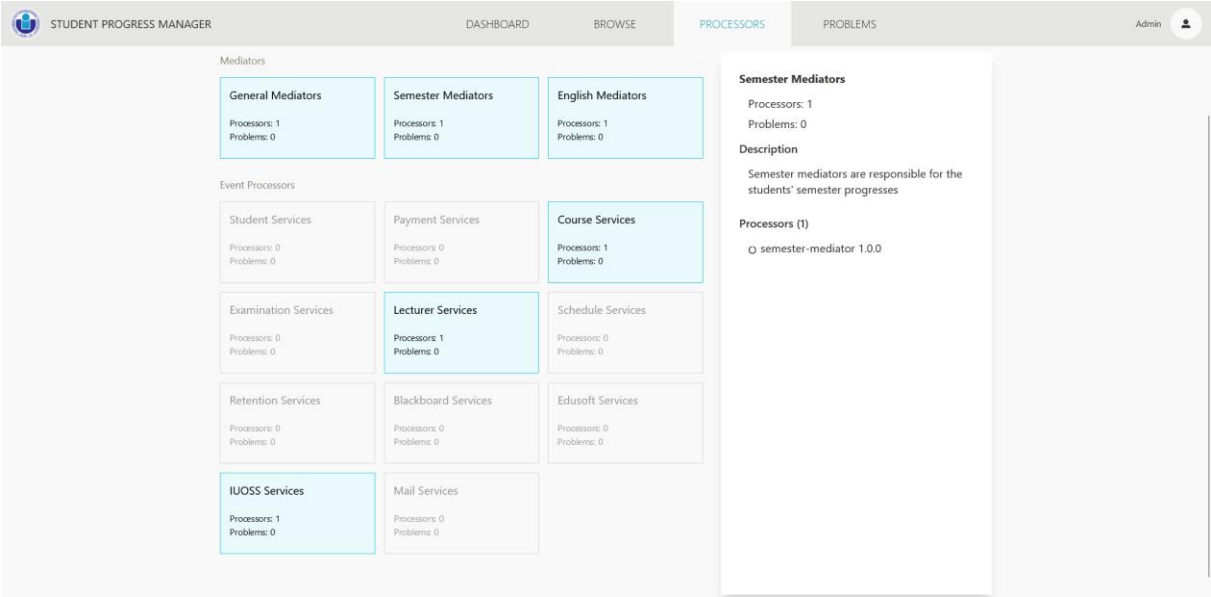 STUDENT PROGRESS MANAGER
DASHBOARD
BROWSE
PROCESSORS
PROBLEMS
Admin
Mediators
General Mediators
Processors: 1
Problems: 0
Semester Mediators
Processors: 1
Problems: 0
English Mediators
Processors: 1
Problems: 0
Event Processors
Student Services
Processors: 0
Problems: 0
Payment Services
Processors: 0
Problems: 0
Course Services
Processors: 1
Problems: 0
Examination Services
Processors: 0
Problems: 0
Lecturer Services
Processors: 1
Problems: 0
Schedule Services
Processors: 0
Problems: 0
Retention Services
Processors: 0
Problems: 0
Blackboard Services
Processors: 0
Problems: 0
Edusoft Services
Processors: 0
Problems: 0
IUOSS Services
Processors: 1
Problems: 0
Mail Services
Processors: 0
Problems: 0
Semester Mediators
Processors: 1
Problems: 0
Description
Semester mediators are responsible for the
students' semester progresses
Processors (1)
semester-mediator 1.0.0